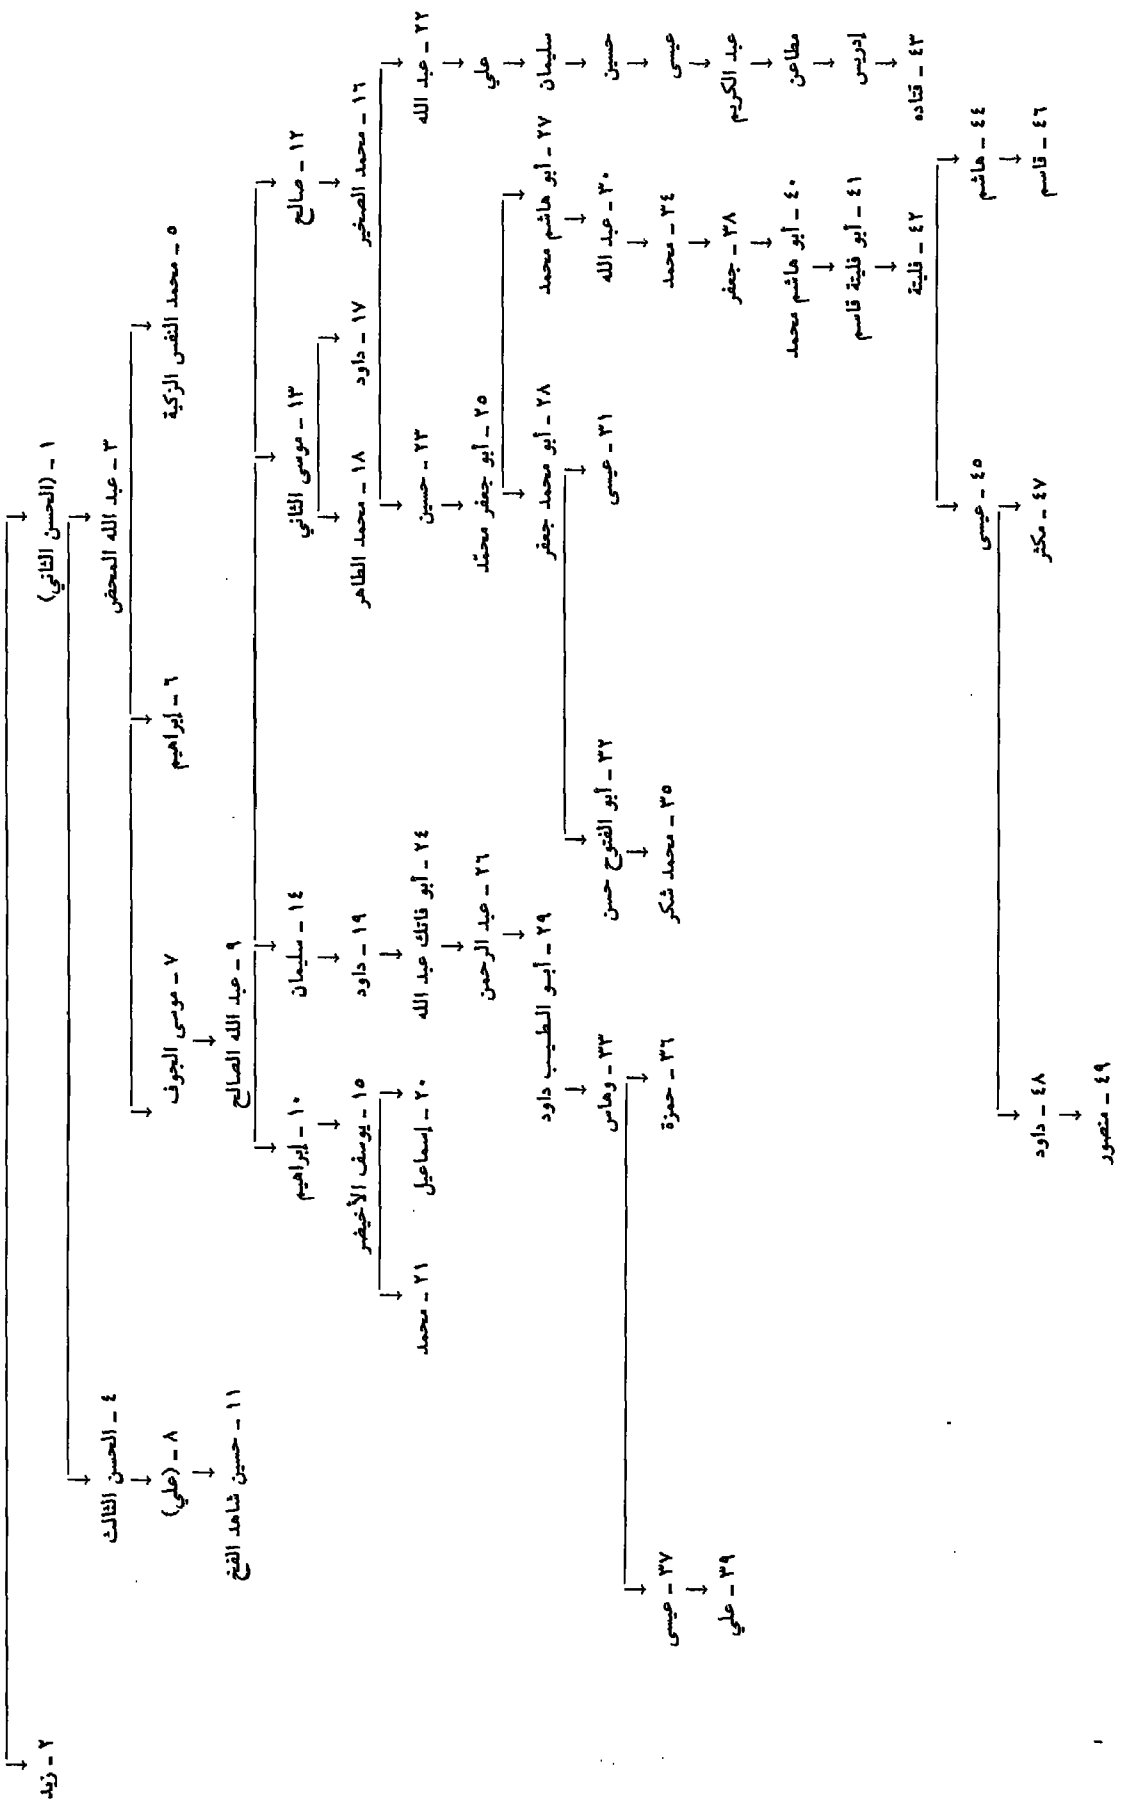 ١ - (الحسن الثاني)
٢ - زيد
٣ - عبد الله المحض
٤ - الحسن الثالث
٥ - محمد النفس الزكية
٦ - إبراهيم
٧ - موسى الجوف
٨ - (علي)
٩ - عبد الله الصالح
١١ - حسين شاهد الفخ
١٢ - صالح
١٣ - موسى الثاني
١٤ - سليمان
١٠ - إبراهيم
١٦ - محمد الصخير
١٧ - داود
١٨ - محمد الطاهر
١٩ - داود
١٥ - يوسف الأخيضر
٢٢ - عبد الله
٢٣ - حسين
٢٤ - أبو فاتك عبد الله
٢٠ - إسماعيل
٢١ - محمد
علي
٢٥ - أبو جعفر محمّد
٢٦ - عبد الرحمن
سليمان
٢٧ - أبو هاشم محمد
٢٨ - أبو محمد جعفر
٢٩ - أبو الطيب داود
حسين
٣٠ - عبد الله
٣١ - عيسى
٣٢ - أبو الفتوح حسن
٣٣ - وهاس
عيسى
٣٤ - محمد
٣٥ - محمد شكر
٣٦ - حمزة
٣٧ - عيسى
عبد الكريم
٣٨ - جعفر
٣٩ - علي
مطاعن
٤٠ - أبو هاشم محمد
إدريس
٤١ - أبو فليتة قاسم
٤٣ - قتاده
٤٢ - فليتة
٤٤ - هاشم
٤٥ - عيسى
٤٦ - قاسم
٤٧ - مكثر
٤٨ - داود
٤٩ - منصور